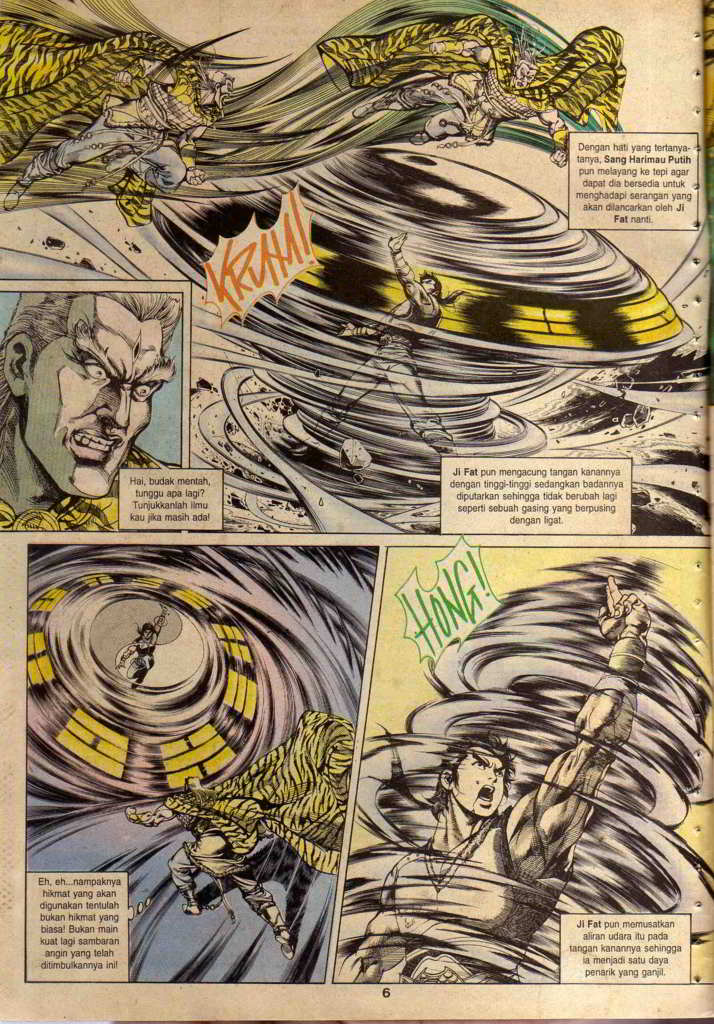 Dengan hati yang tertanya-
tanya, Sang Harimau Putih
pun melayang ke tepi agar
dapat dia bersedia untuk
menghadapi serangan yang
akan dilancarkan oleh Ji
Fat nanti.
KRUHM!
Hai, budak mentah,
tunggu apa lagi?
Tunjukkanlah ilmu
kau jika masih ada!
Ji Fat pun mengacung tangan kanannya
dengan tinggi-tinggi sedangkan badannya
diputarkan sehingga tidak berubah lagi
seperti sebuah gasing yang berpusing
dengan ligat.
HONG!
Eh, eh...nampaknya
hikmat yang akan
digunakan tentulah
bukan hikmat yang
biasa! Bukan main
kuat lagi sambaran
angin yang telah
ditimbulkannya ini!
Ji Fat pun memusatkan
aliran udara itu pada
tangan kanannya sehingga
ia menjadi satu daya
penarik yang ganjil.
6